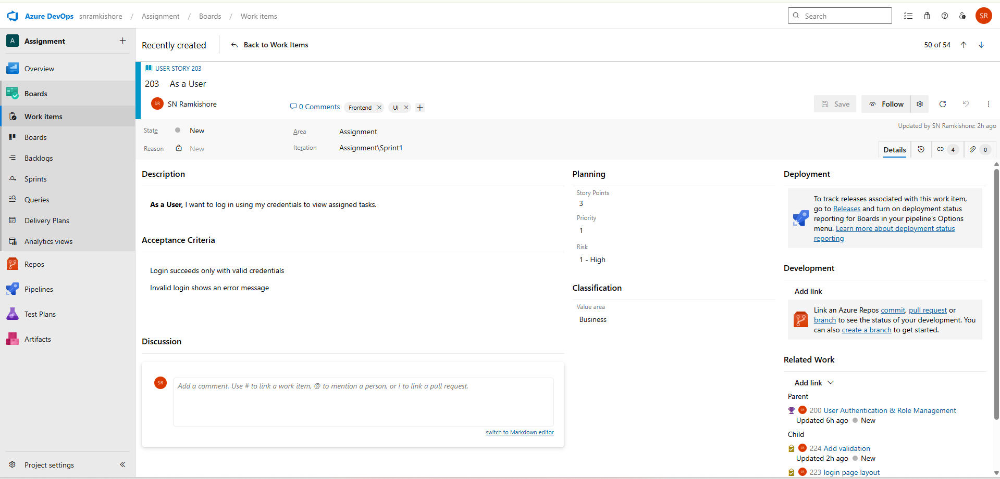 Azure DevOps snramkishore / Assignment / Boards / Work items
Search
SR
A Assignment
Overview
Boards
Work items
Boards
Backlogs
Sprints
Queries
Delivery Plans
Analytics views
Repos
Pipelines
Test Plans
Artifacts
Project settings
Recently created
Back to Work Items
50 of 54
USER STORY 203
203 As a User
SR SN Ramkishore
0 Comments
Frontend
UI
Save
Follow
State New
Reason New
Area Assignment
Iteration Assignment\Sprint1
Updated by SN Ramkishore: 2h ago
Details
4
0
Description
As a User, I want to log in using my credentials to view assigned tasks.
Acceptance Criteria
Login succeeds only with valid credentials
Invalid login shows an error message
Discussion
SR
Add a comment. Use # to link a work item, @ to mention a person, or ! to link a pull request.
switch to Markdown editor
Planning
Story Points
3
Priority
1
Risk
1 - High
Classification
Value area
Business
Deployment
To track releases associated with this work item,
go to Releases and turn on deployment status
reporting for Boards in your pipeline's Options
menu. Learn more about deployment status
reporting
Development
Add link
Link an Azure Repos commit, pull request or
branch to see the status of your development. You
can also create a branch to get started.
Related Work
Add link
Parent
SR 200 User Authentication & Role Management
Updated 6h ago New
Child
SR 224 Add validation
Updated 2h ago New
SR 223 login page layout